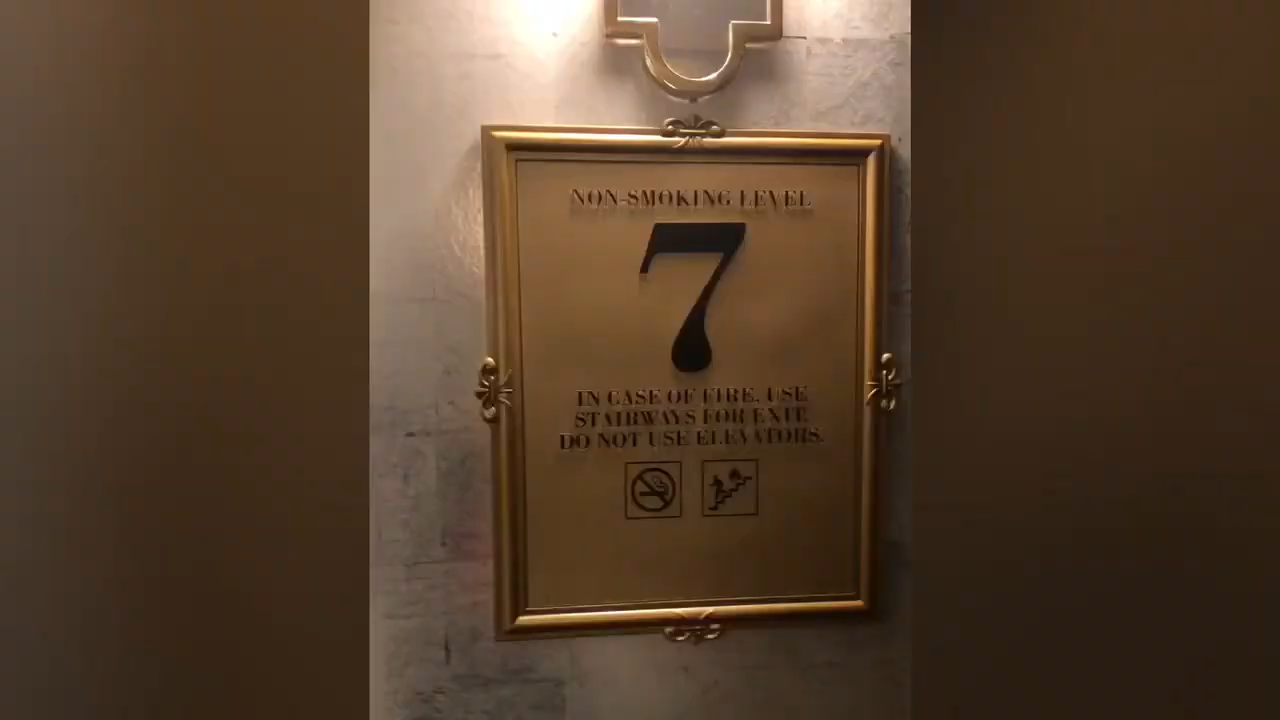 NON-SMOKING LEVEL
7
IN CASE OF FIRE, USE
STAIRWAYS FOR EXIT.
DO NOT USE ELEVATORS.